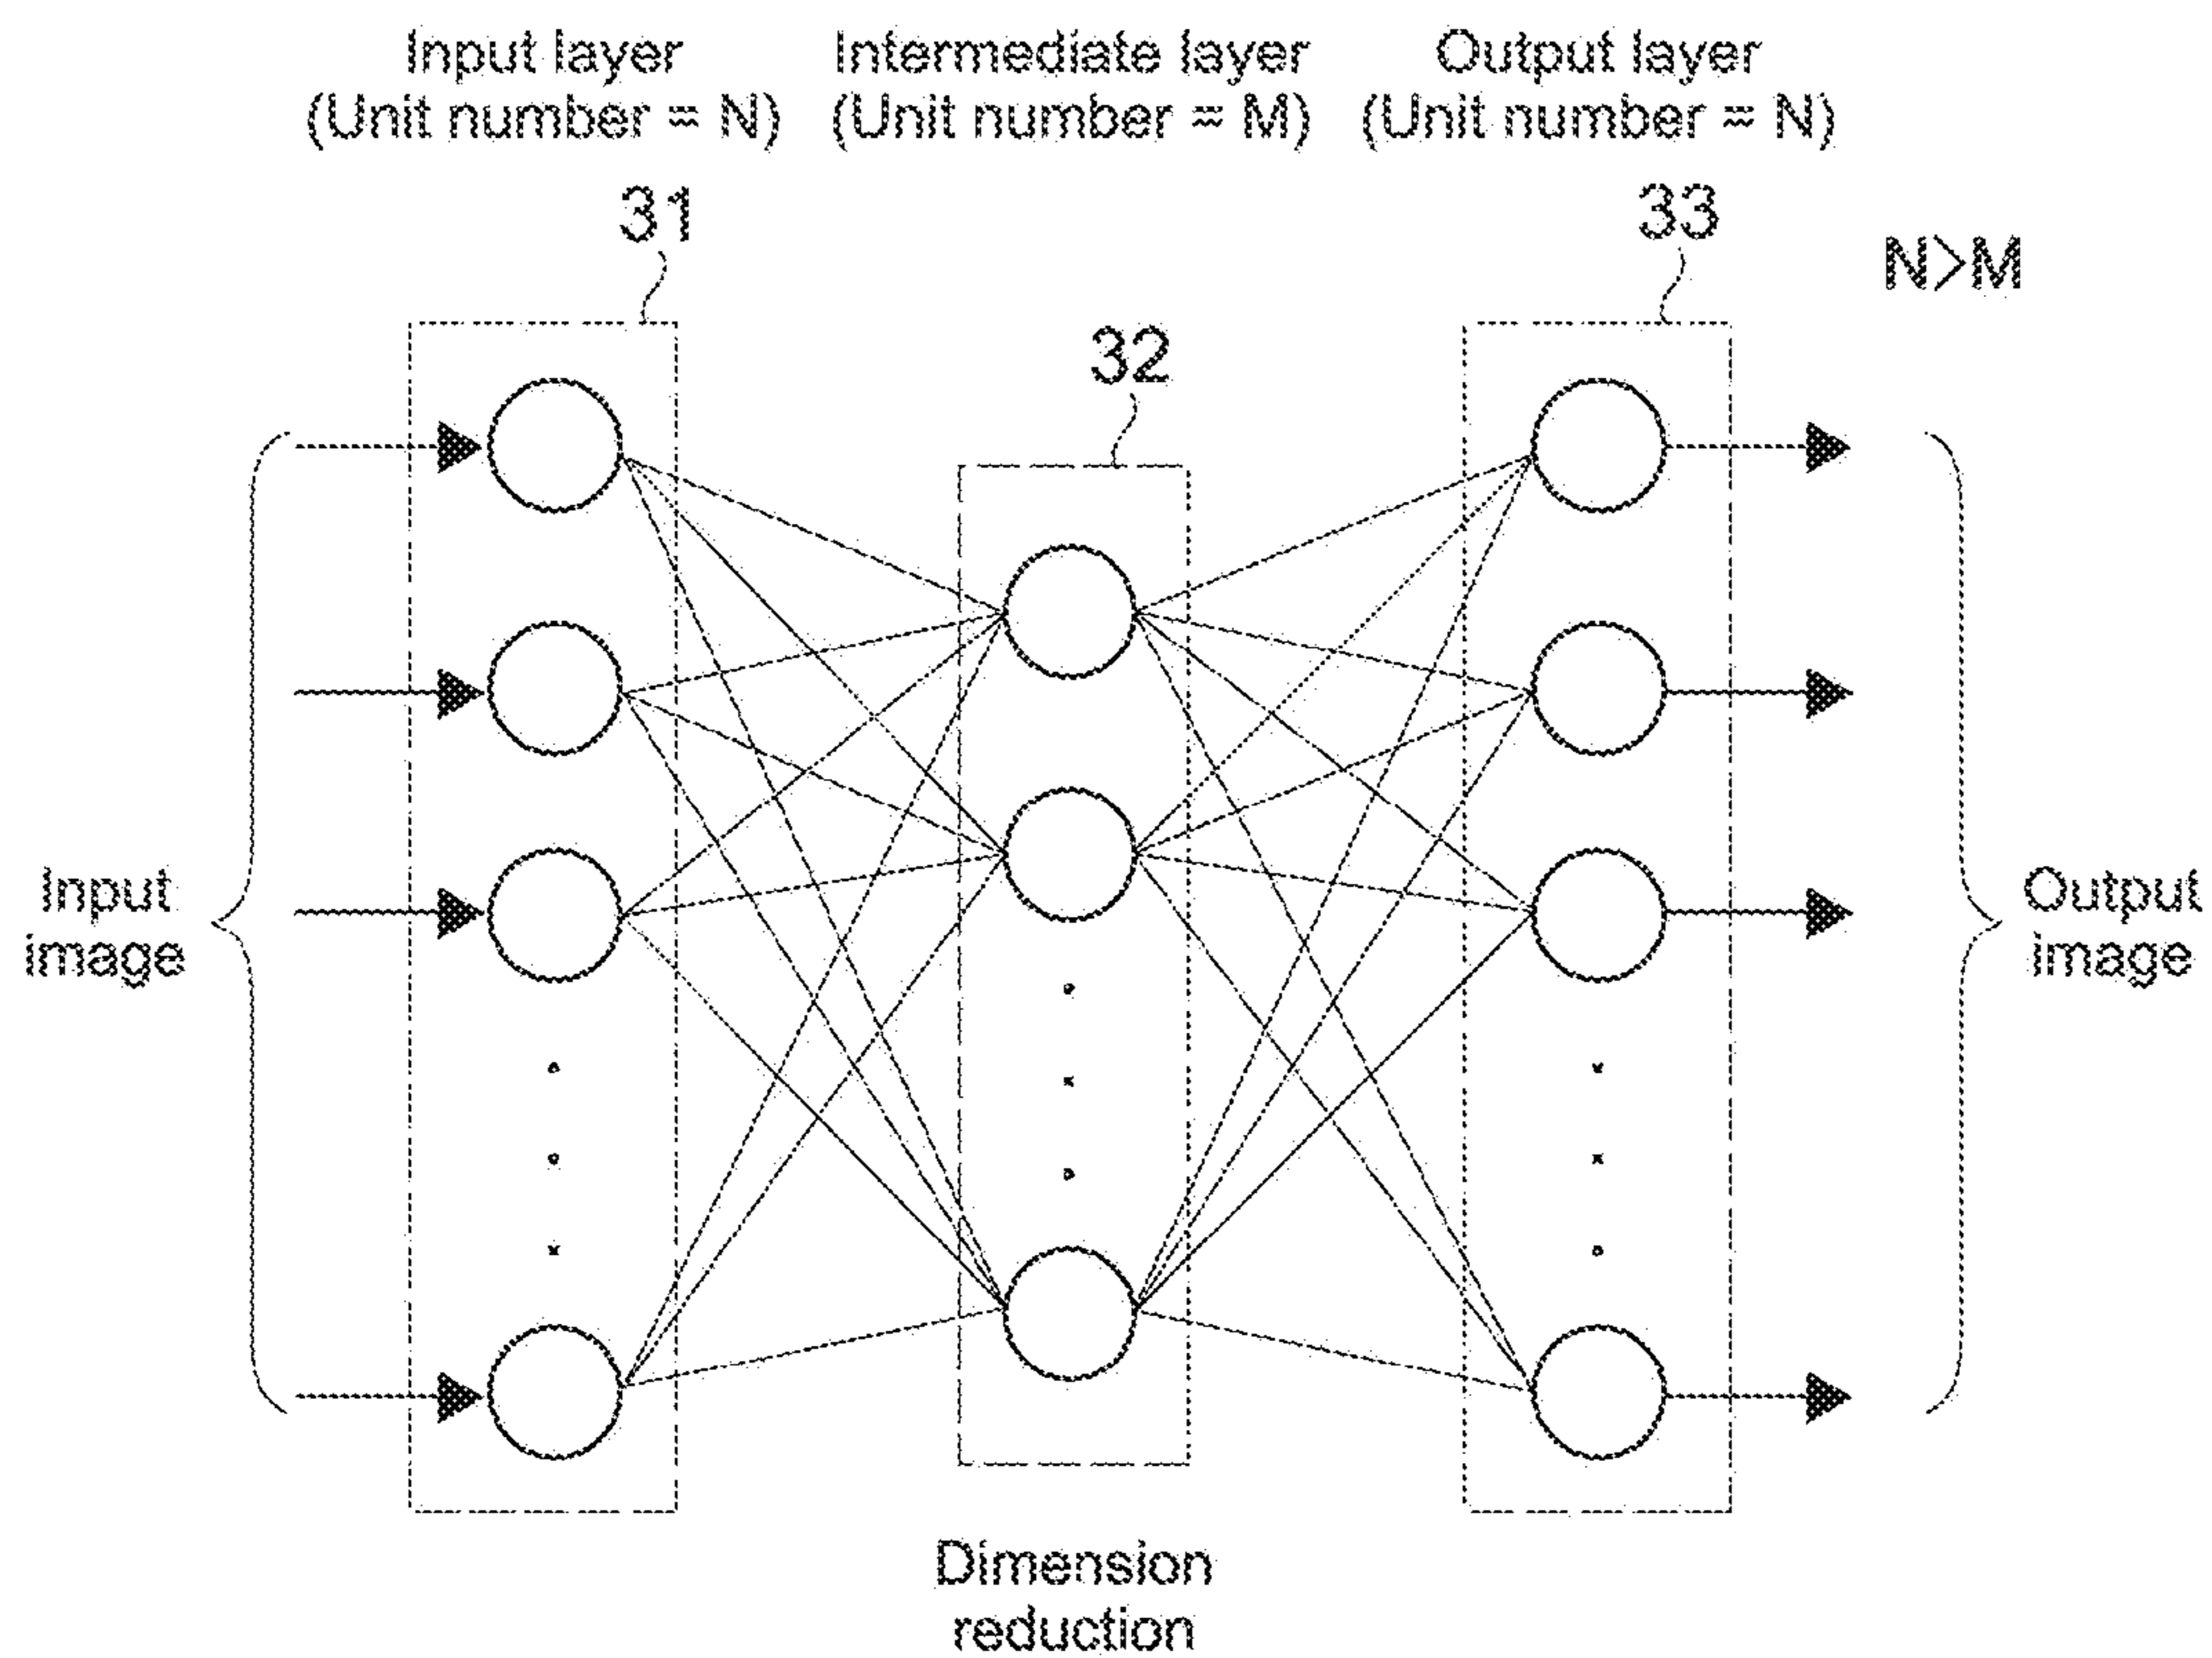 Input layer
(Unit number = N)
Intermediate layer
(Unit number = M)
Output layer
(Unit number = N)
31
33
N>M
32
Input
image
Output
image
Dimension
reduction